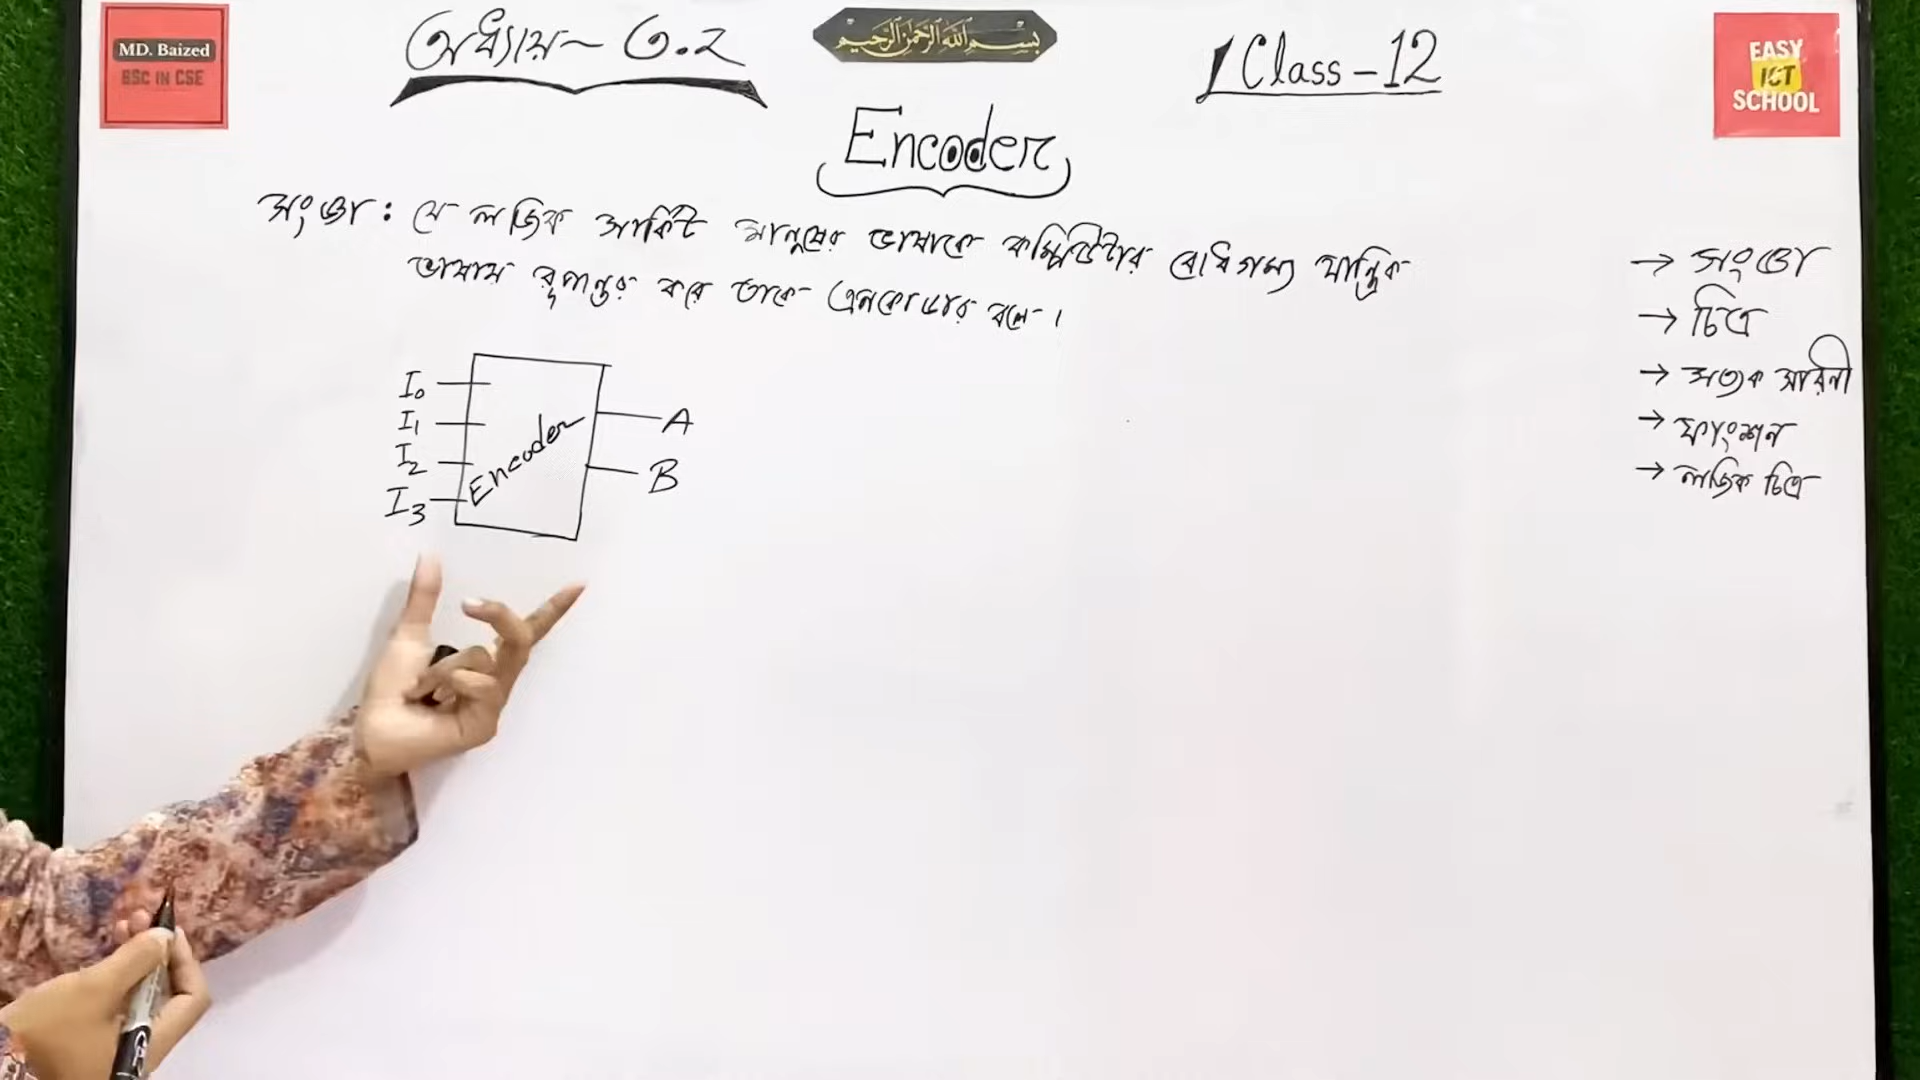 MD. Baized
BSC IN CSE
অধ্যায়~ ৩.২
بسم الله الرحمن الرحيم
Class-12
EASY
ICT
SCHOOL
Encoder
সংজ্ঞা: যে লজিক সার্কিট মানুষের ভাষাকে কম্পিউটার বোধগম্য যান্ত্রিক
ভাষায় রূপান্তর করে তাকে এনকোডার বলে।
I₀
I₁
I₂
I₃
Encoder
A
B
→ সংজ্ঞা
→ চিত্র
→ সত্যক সারনী
→ ফাংশন
→ লজিক চিত্র